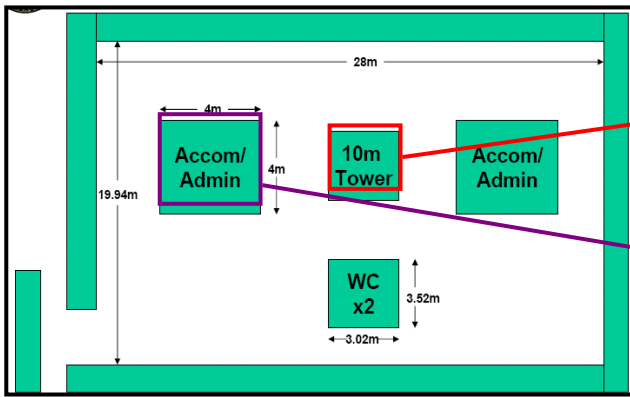 28m
4m
Accom/
Admin
4m
10m
Tower
Accom/
Admin
19.94m
WC
x2
3.52m
3.02m